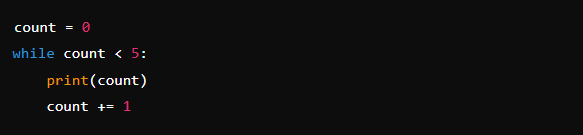 count = 0
while count < 5:
    print(count)
    count += 1